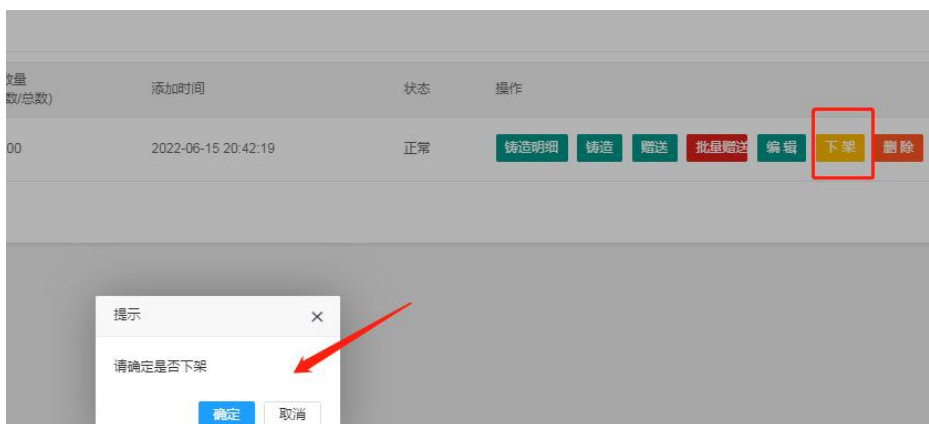 数量 添加时间 状态 操作
数/总数)
00 2022-06-15 20:42:19 正常 铸造明细 铸造 赠送 批量赠送 编辑 下架 删除
提示
请确定是否下架
确定 取消